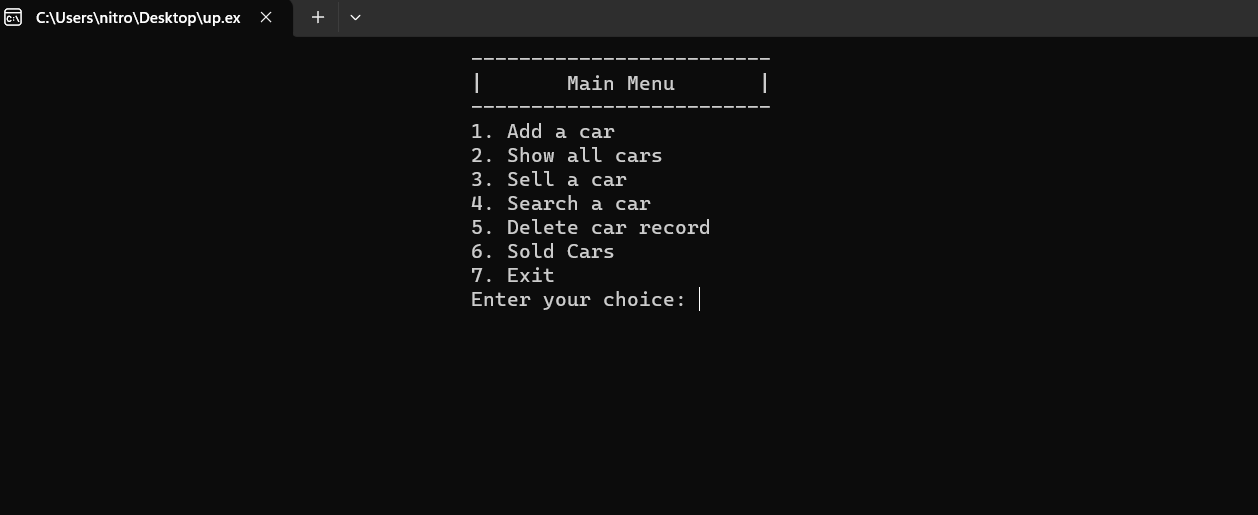 C:\Users\nitro\Desktop\up.ex
-------------------------
|       Main Menu       |
-------------------------
1. Add a car
2. Show all cars
3. Sell a car
4. Search a car
5. Delete car record
6. Sold Cars
7. Exit
Enter your choice: